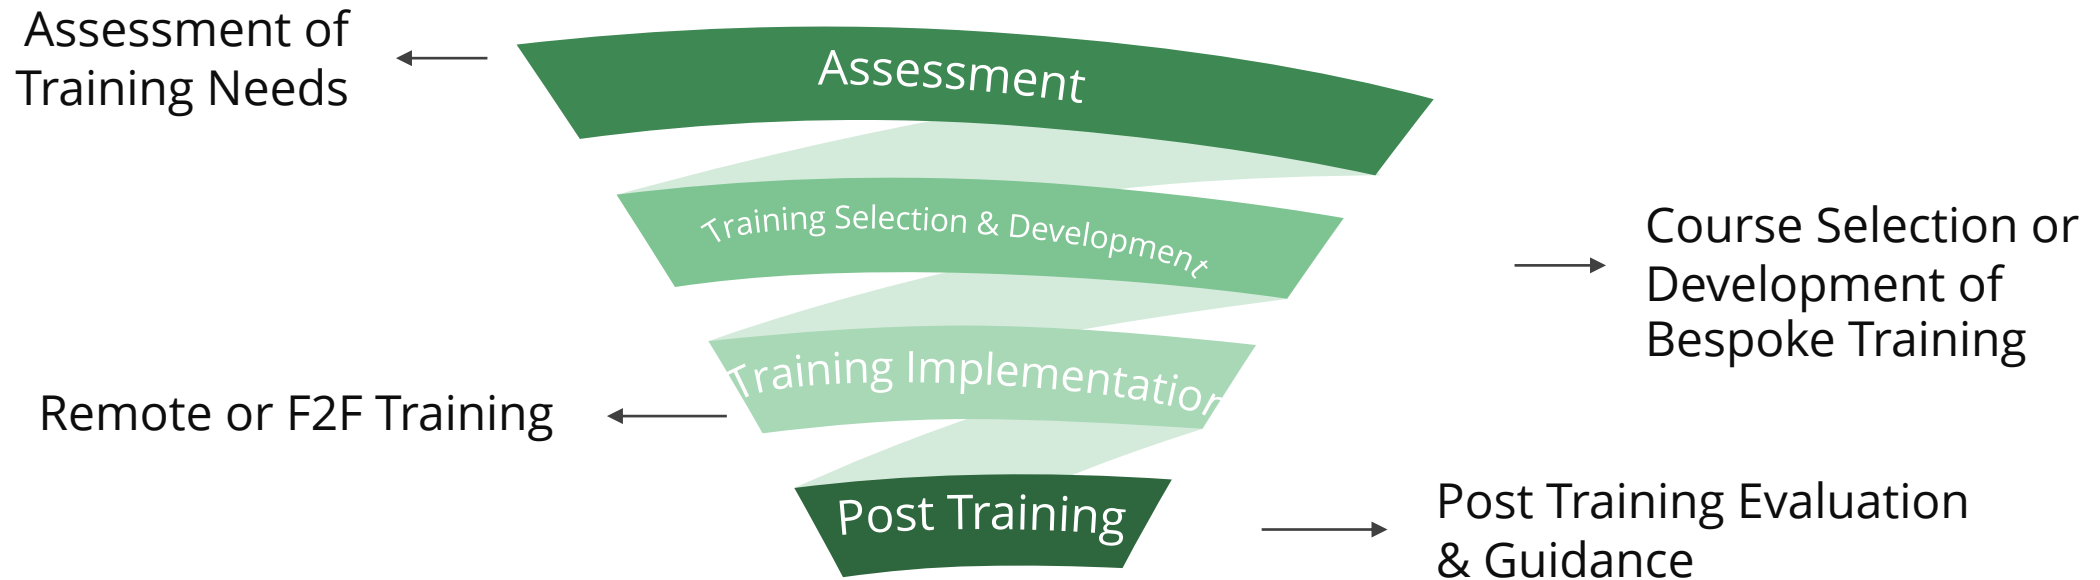 Assessment of
Training Needs
Assessment
Training Selection & Development
Course Selection or
Development of
Bespoke Training
Training Implementation
Remote or F2F Training
Post Training
Post Training Evaluation
& Guidance